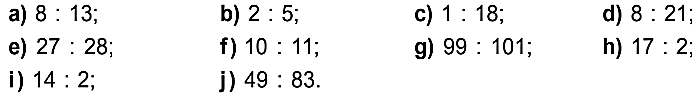 a) 8 : 13; b) 2 : 5; c) 1 : 18; d) 8 : 21;
e) 27 : 28; f) 10 : 11; g) 99 : 101; h) 17 : 2;
i) 14 : 2; j) 49 : 83.